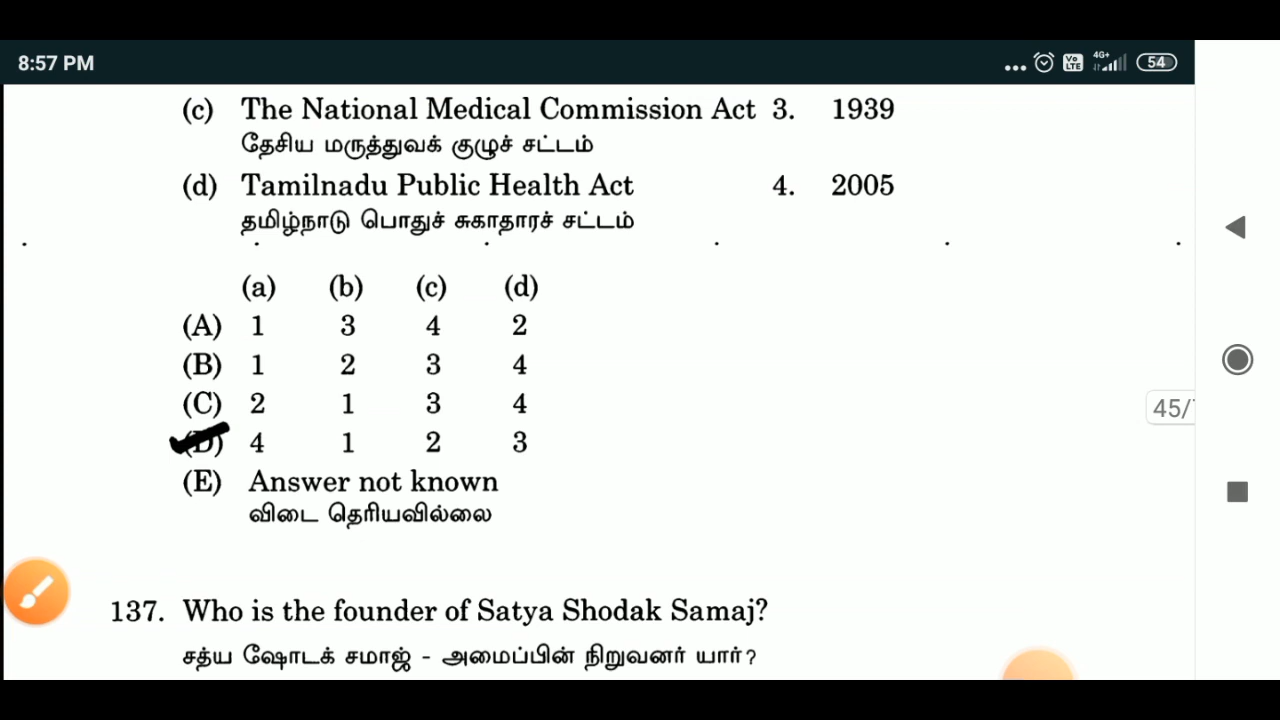 8:57 PM 4G+ Vo LTE 54
(c) The National Medical Commission Act 3. 1939
தேசிய மருத்துவக் குழுச் சட்டம்
(d) Tamilnadu Public Health Act 4. 2005
தமிழ்நாடு பொதுச் சுகாதாரச் சட்டம்
(a) (b) (c) (d)
(A) 1 3 4 2
(B) 1 2 3 4
(C) 2 1 3 4
45/
(D) 4 1 2 3
(E) Answer not known
விடை தெரியவில்லை
137. Who is the founder of Satya Shodak Samaj?
சத்ய ஷோடக் சமாஜ் - அமைப்பின் நிறுவனர் யார்?